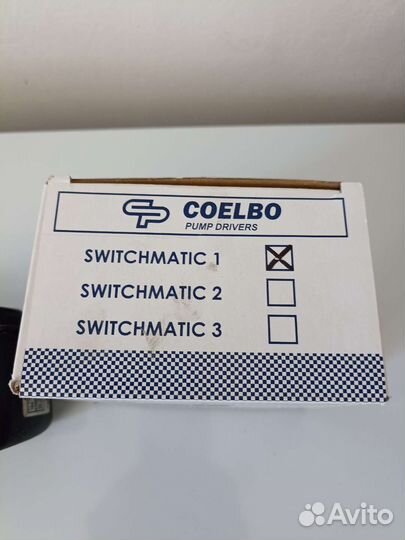 COELBO
PUMP DRIVERS
SWITCHMATIC 1
SWITCHMATIC 2
SWITCHMATIC 3
Avito